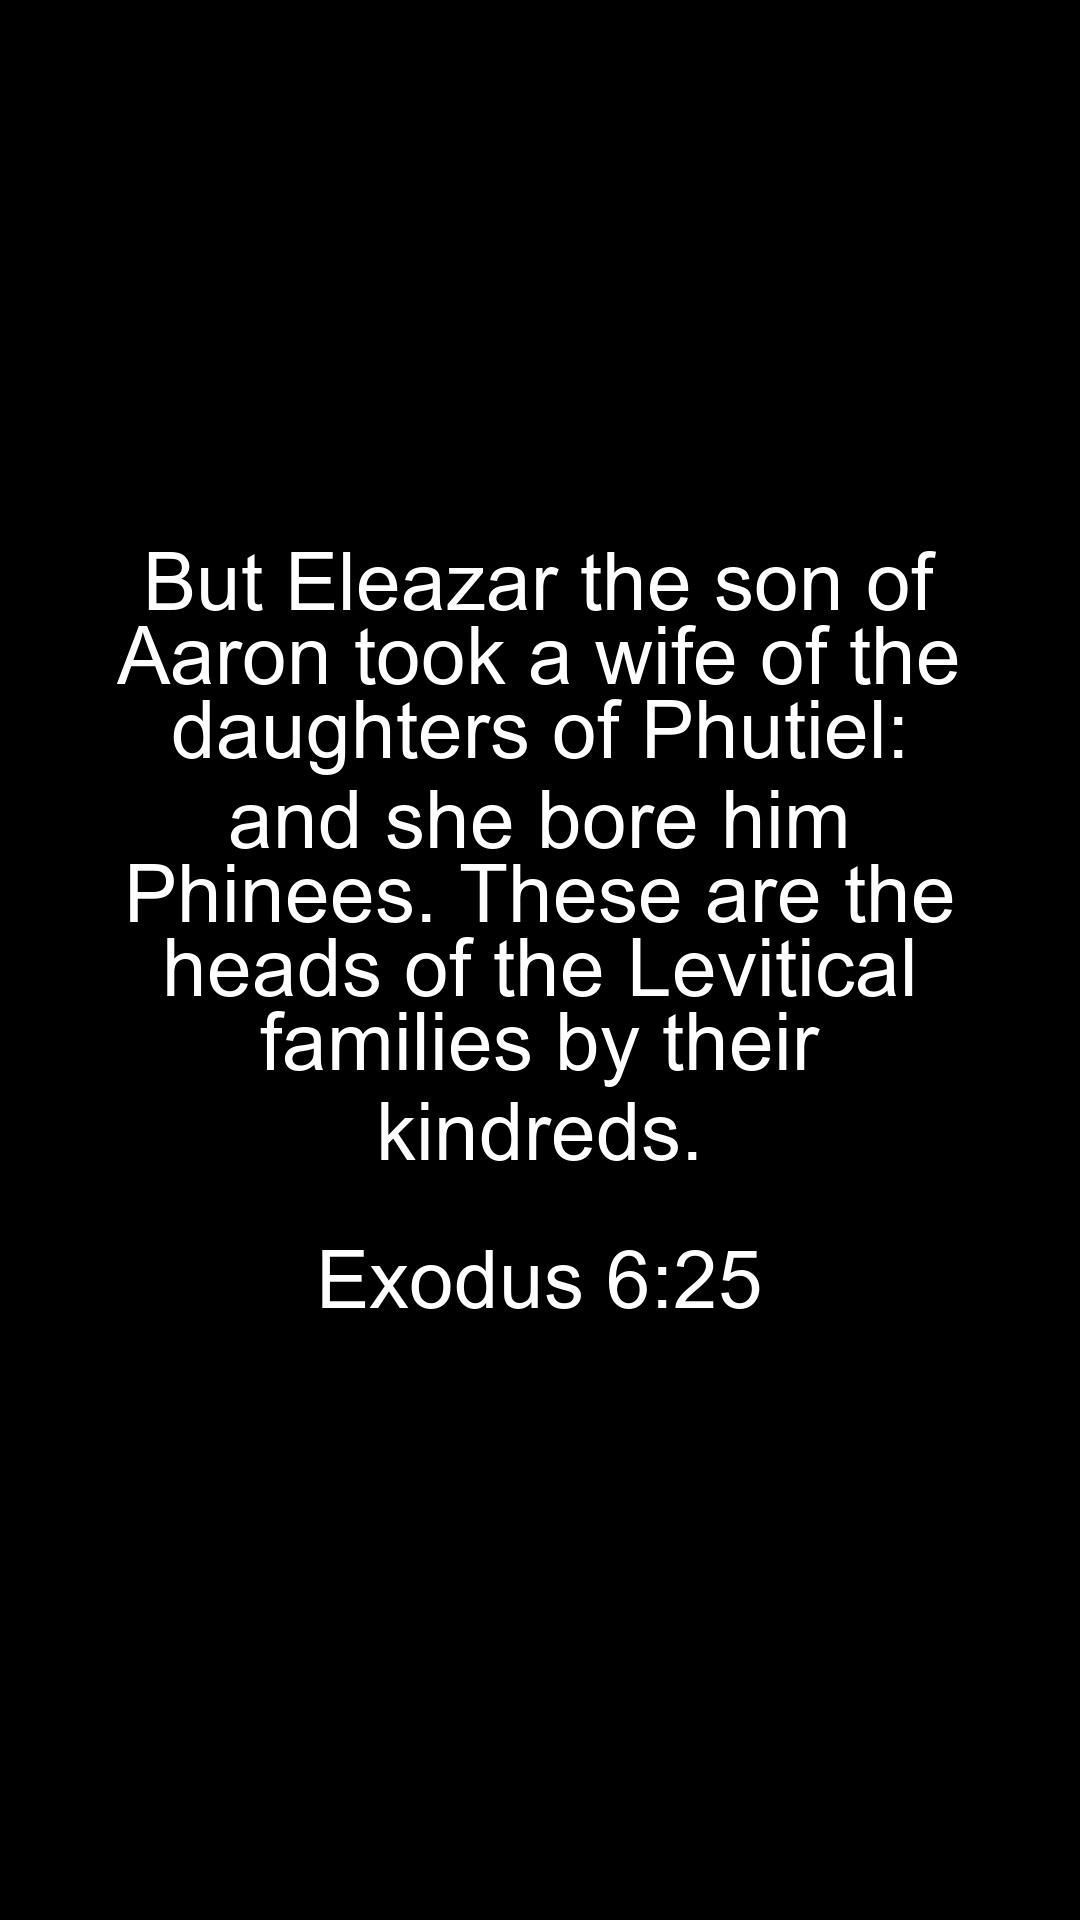 But Eleazar the son of
Aaron took a wife of the
daughters of Phutiel:
and she bore him
Phinees. These are the
heads of the Levitical
families by their
kindreds.
Exodus 6:25